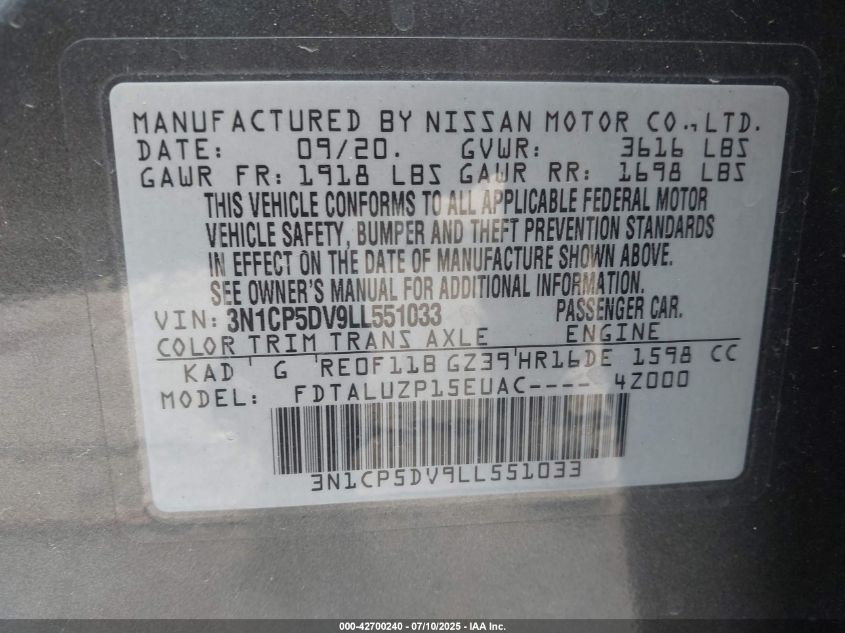 MANUFACTURED BY NISSAN MOTOR CO.,LTD.
DATE: 09/20. GVWR: 3616 LBS
GAWR FR: 1918 LBS GAWR RR: 1698 LBS
THIS VEHICLE CONFORMS TO ALL APPLICABLE FEDERAL MOTOR
VEHICLE SAFETY, BUMPER AND THEFT PREVENTION STANDARDS
IN EFFECT ON THE DATE OF MANUFACTURE SHOWN ABOVE.
SEE OWNER'S MANUAL FOR ADDITIONAL INFORMATION.
VIN: 3N1CP5DV9LL551033 PASSENGER CAR.
COLOR TRIM TRANS AXLE ENGINE
KAD G RE0F11B GZ39 HR16DE 1598 CC
MODEL: FDTALUZP15EUAC---- 4Z000
3N1CP5DV9LL551033
000-42700240 - 07/10/2025 - IAA Inc.